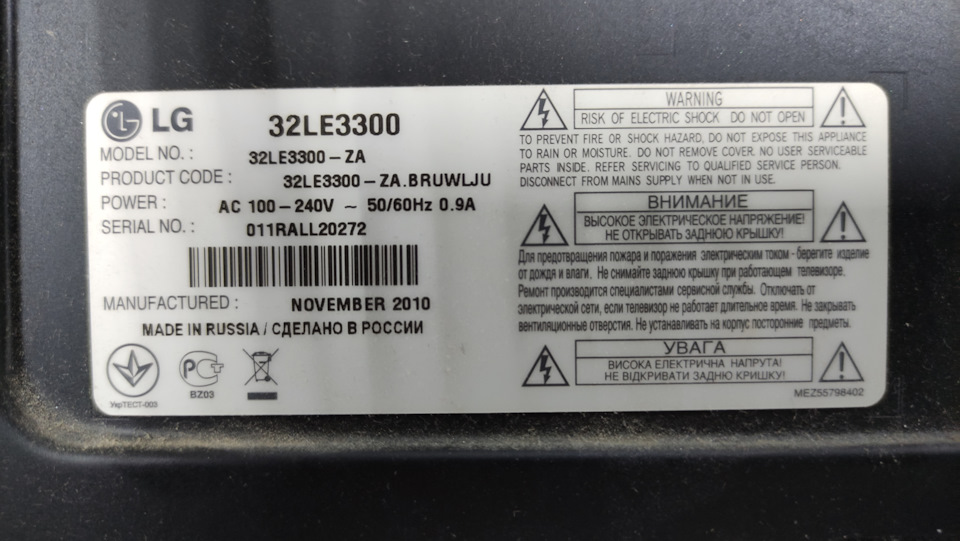 LG
32LE3300
MODEL NO. : 32LE3300-ZA
PRODUCT CODE : 32LE3300-ZA.BRUWLJU
POWER : AC 100-240V ~ 50/60Hz 0.9A
SERIAL NO. : 011RALL20272
MANUFACTURED : NOVEMBER 2010
MADE IN RUSSIA / СДЕЛАНО В РОССИИ
УкрТЕСТ-003
РСТ
BZ03
WARNING
RISK OF ELECTRIC SHOCK DO NOT OPEN
TO PREVENT FIRE OR SHOCK HAZARD, DO NOT EXPOSE THIS APPLIANCE
TO RAIN OR MOISTURE. DO NOT REMOVE COVER. NO USER SERVICEABLE
PARTS INSIDE. REFER SERVICING TO QUALIFIED SERVICE PERSON.
DISCONNECT FROM MAINS SUPPLY WHEN NOT IN USE.
ВНИМАНИЕ
ВЫСОКОЕ ЭЛЕКТРИЧЕСКОЕ НАПРЯЖЕНИЕ!
НЕ ОТКРЫВАТЬ ЗАДНЮЮ КРЫШКУ!
Для предотвращения пожара и поражения электрическим током - берегите изделие
от дождя и влаги. Не снимайте заднюю крышку при работающем телевизоре.
Ремонт производится специалистами сервисной службы. Отключать от
электрической сети, если телевизор не работает длительное время. Не закрывать
вентиляционные отверстия. Не устанавливать на корпус посторонние предметы.
УВАГА
ВИСОКА ЕЛЕКТРИЧНА НАПРУГА!
НЕ ВІДКРИВАТИ ЗАДНЮ КРИШКУ!
MEZ55798402